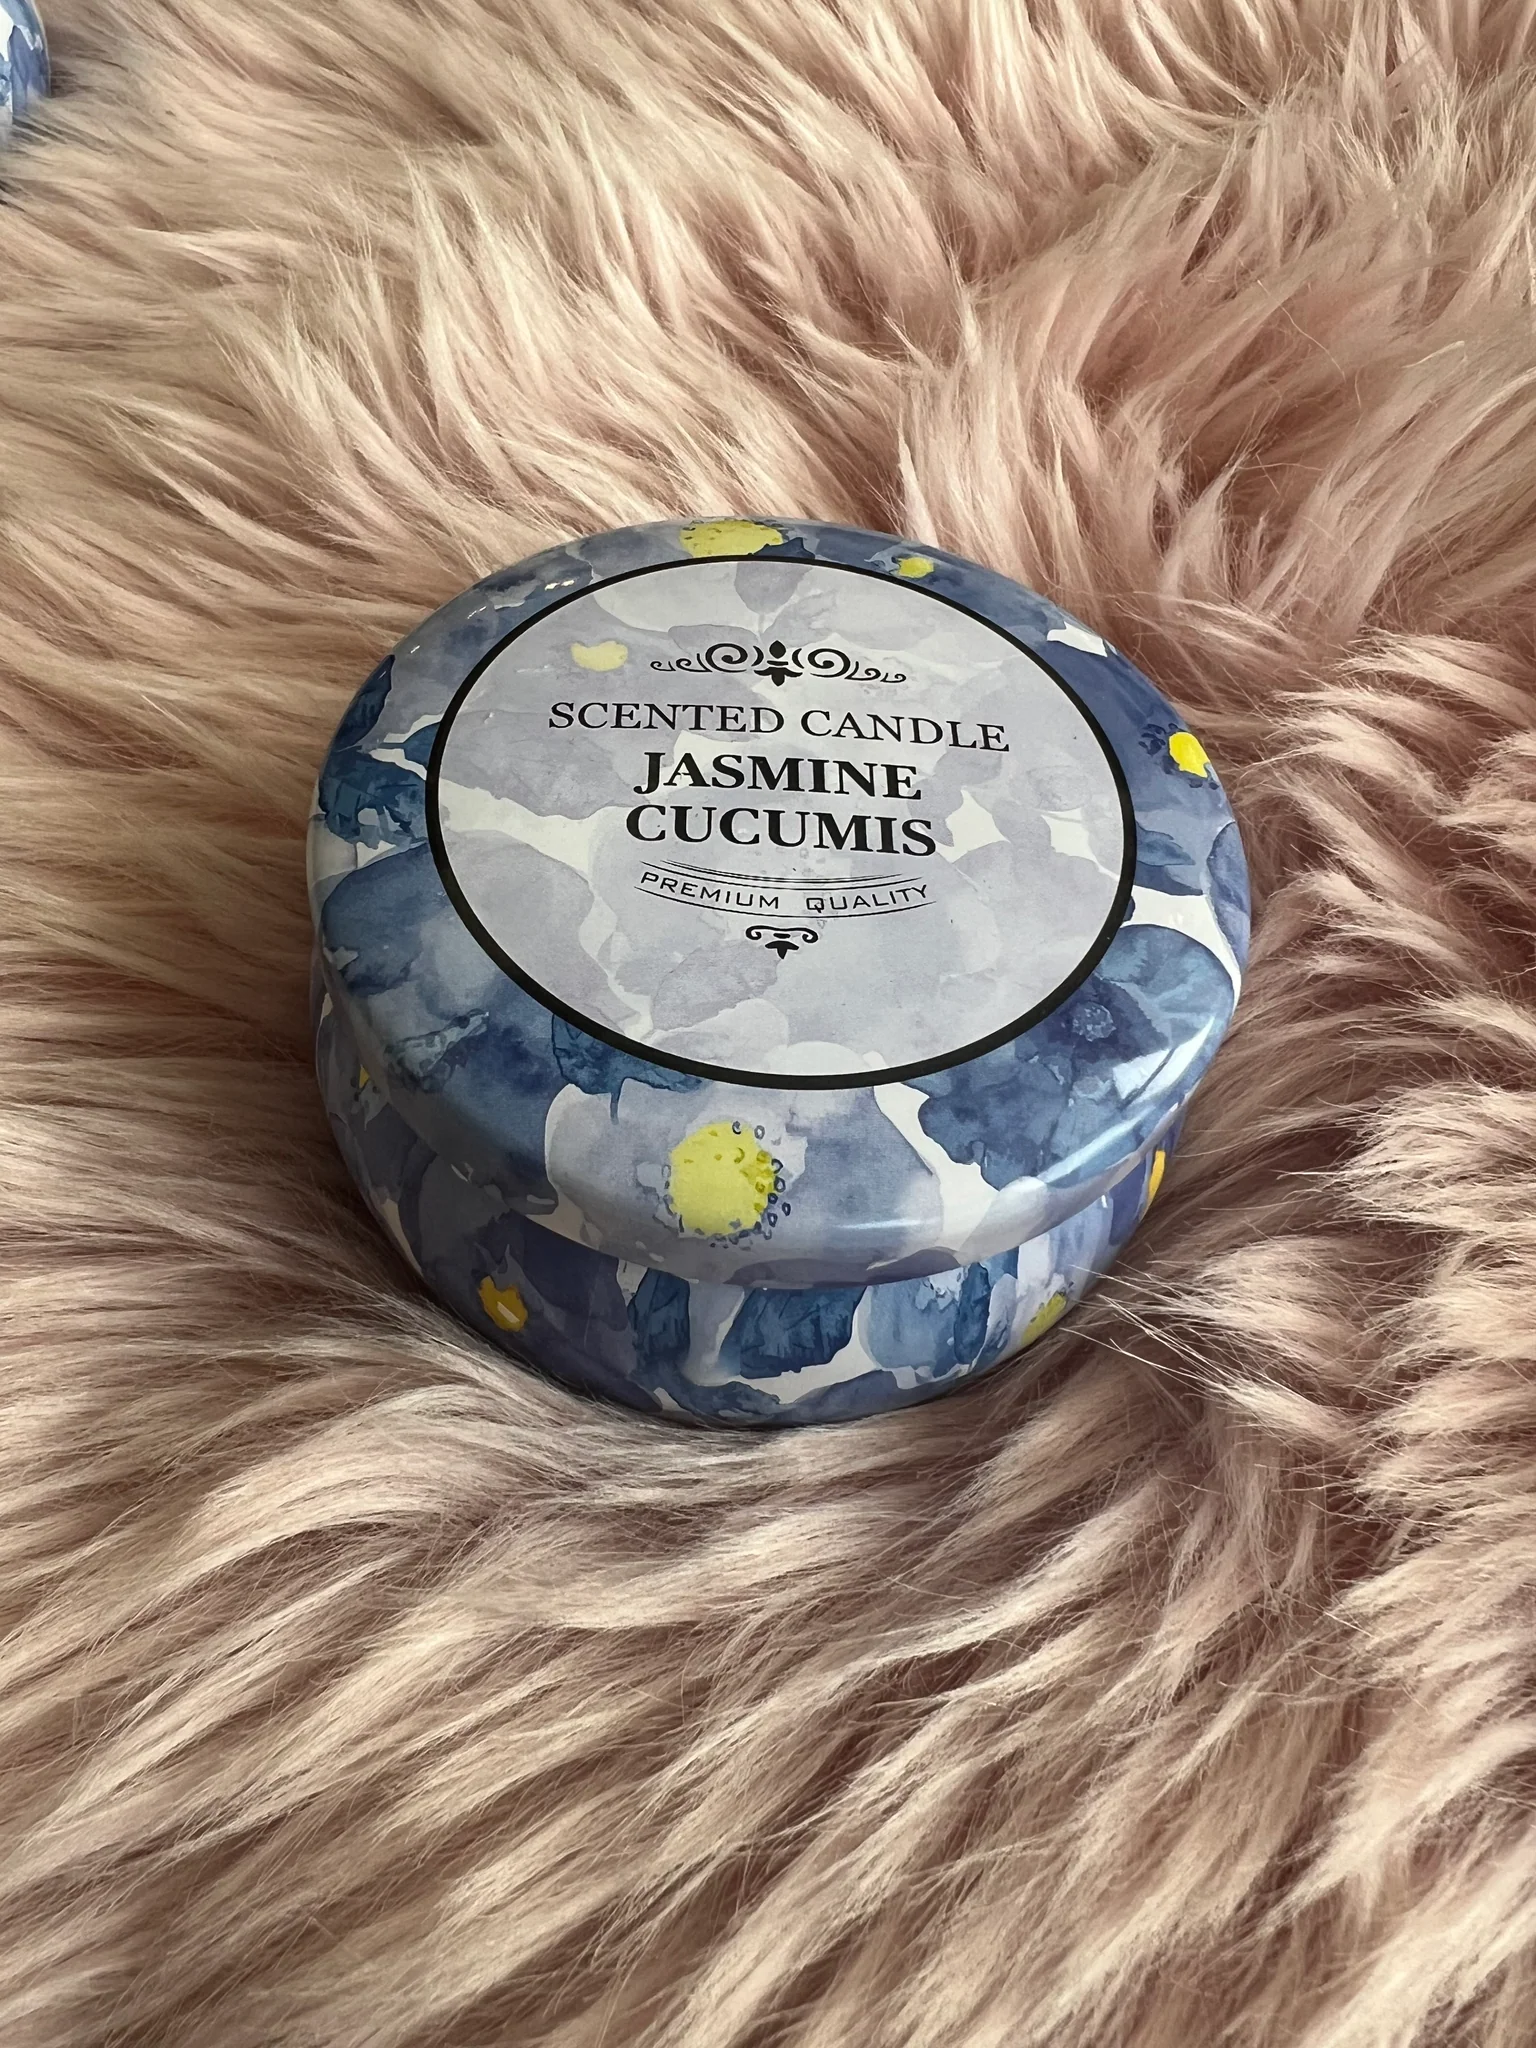 SCENTED CANDLE
JASMINE
CUCUMIS
PREMIUM QUALITY